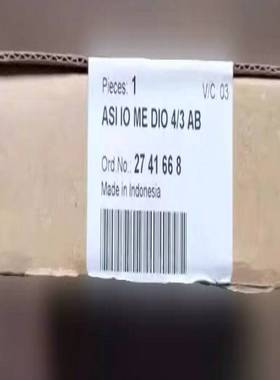 Pieces: 1 V/C 03
ASI IO ME DIO 4/3 AB
Ord.No.: 27 41 66 8
Made in Indonesia